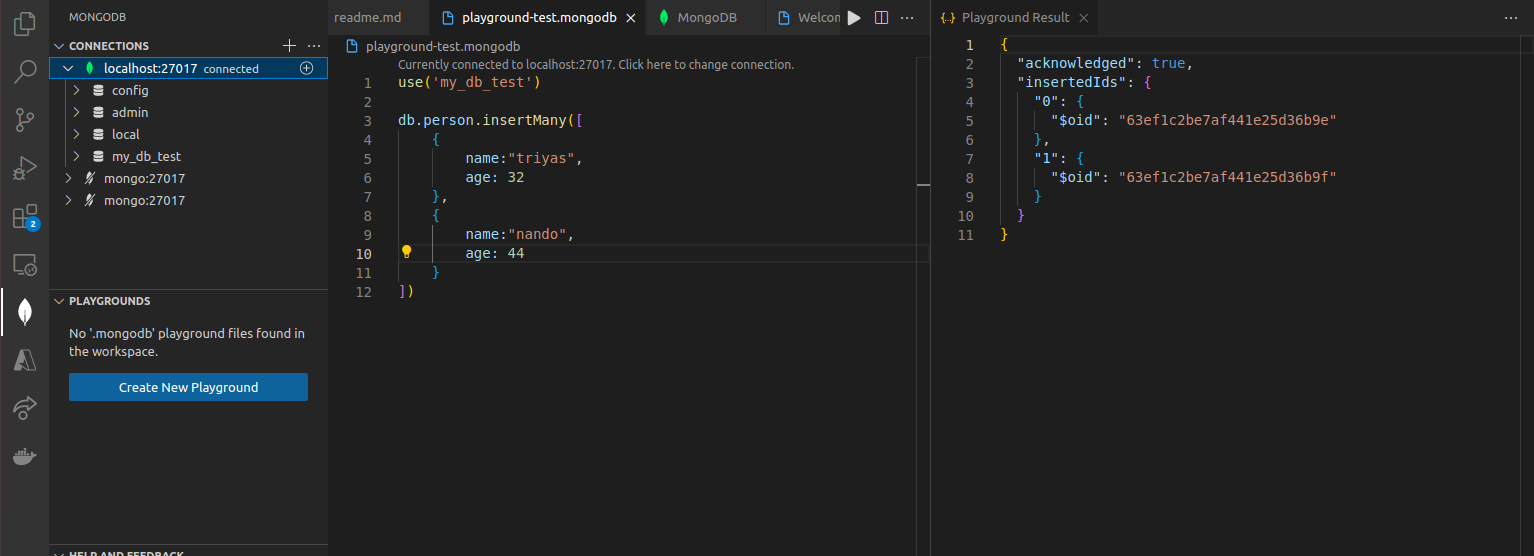 MONGODB
CONNECTIONS
localhost:27017 connected
config
admin
local
my_db_test
mongo:27017
mongo:27017
2
PLAYGROUNDS
No '.mongodb' playground files found in
the workspace.
Create New Playground
HELP AND FEEDBACK
readme.md
playground-test.mongodb
MongoDB
Welcon
playground-test.mongodb
Currently connected to localhost:27017. Click here to change connection.
1 use('my_db_test')
2
3 db.person.insertMany([
4 {
5 name:"triyas",
6 age: 32
7 },
8 {
9 name:"nando",
10 age: 44
11 }
12 ])
{..} Playground Result
1 {
2 "acknowledged": true,
3 "insertedIds": {
4 "0": {
5 "$oid": "63ef1c2be7af441e25d36b9e"
6 },
7 "1": {
8 "$oid": "63ef1c2be7af441e25d36b9f"
9 }
10 }
11 }